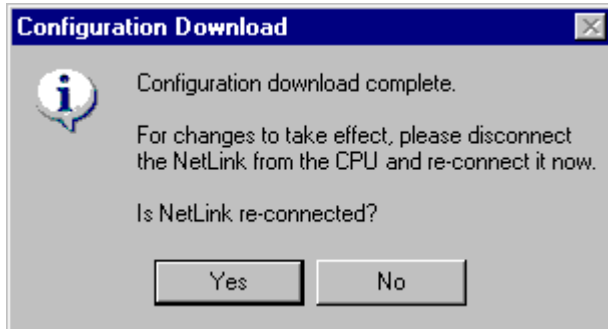 Configuration Download
Configuration download complete.
For changes to take effect, please disconnect
the NetLink from the CPU and re-connect it now.
Is NetLink re-connected?
Yes
No